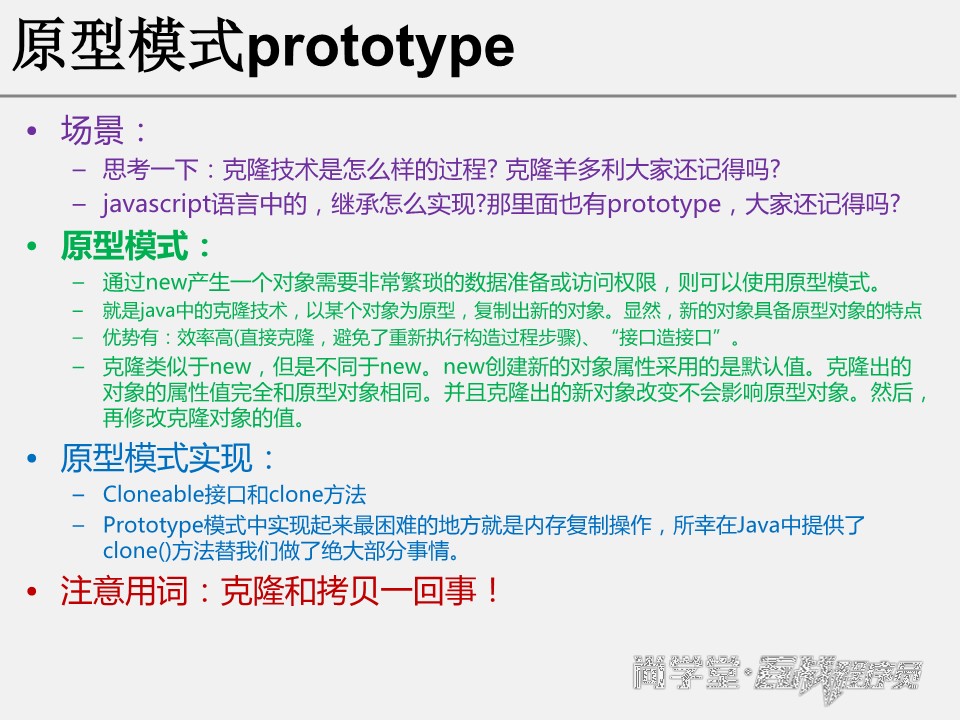 原型模式prototype
• 场景：
– 思考一下：克隆技术是怎么样的过程? 克隆羊多利大家还记得吗?
– javascript语言中的，继承怎么实现?那里面也有prototype，大家还记得吗?
• 原型模式：
– 通过new产生一个对象需要非常繁琐的数据准备或访问权限，则可以使用原型模式。
– 就是java中的克隆技术，以某个对象为原型，复制出新的对象。显然，新的对象具备原型对象的特点
– 优势有：效率高(直接克隆，避免了重新执行构造过程步骤)、“接口造接口”。
– 克隆类似于new，但是不同于new。new创建新的对象属性采用的是默认值。克隆出的
对象的属性值完全和原型对象相同。并且克隆出的新对象改变不会影响原型对象。然后，
再修改克隆对象的值。
• 原型模式实现：
– Cloneable接口和clone方法
– Prototype模式中实现起来最困难的地方就是内存复制操作，所幸在Java中提供了
clone()方法替我们做了绝大部分事情。
• 注意用词：克隆和拷贝一回事！
尚学堂·实战程序员